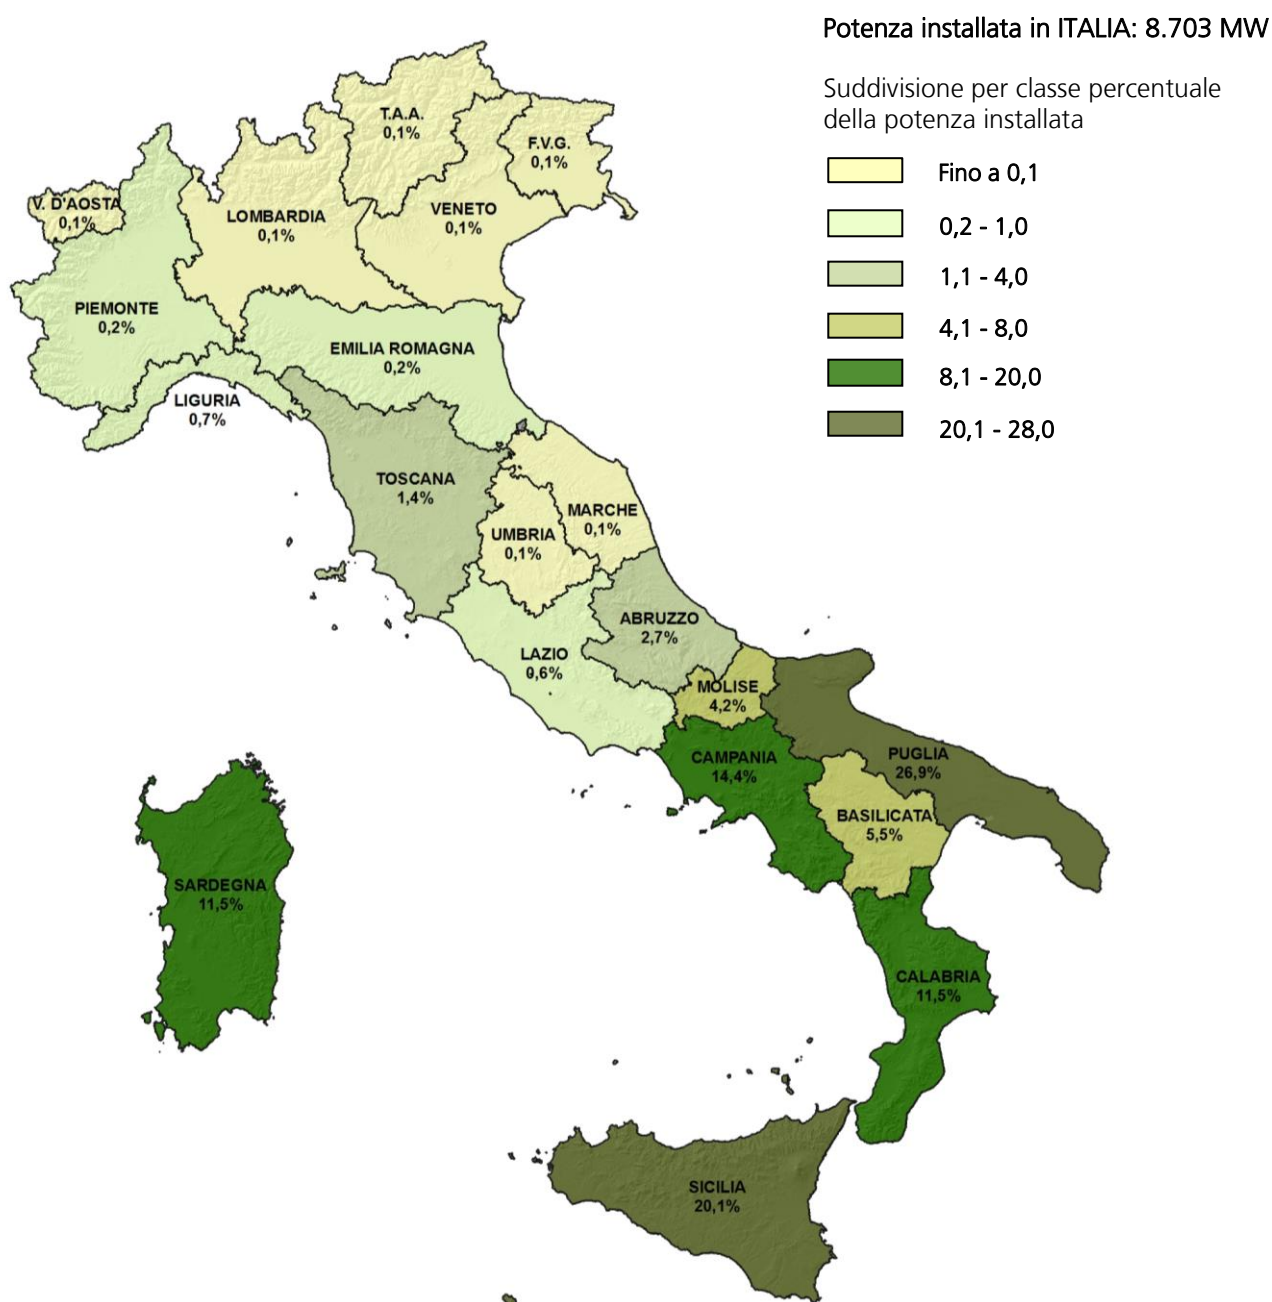 Potenza installata in ITALIA: 8.703 MW
Suddivisione per classe percentuale
della potenza installata
Fino a 0,1
0,2 - 1,0
1,1 - 4,0
4,1 - 8,0
8,1 - 20,0
20,1 - 28,0
T.A.A.
0,1%
F.V.G.
0,1%
V. D'AOSTA
0,1%
LOMBARDIA
0,1%
VENETO
0,1%
PIEMONTE
0,2%
EMILIA ROMAGNA
0,2%
LIGURIA
0,7%
TOSCANA
1,4%
MARCHE
0,1%
UMBRIA
0,1%
ABRUZZO
2,7%
LAZIO
0,6%
MOLISE
4,2%
CAMPANIA
14,4%
PUGLIA
26,9%
BASILICATA
5,5%
SARDEGNA
11,5%
CALABRIA
11,5%
SICILIA
20,1%